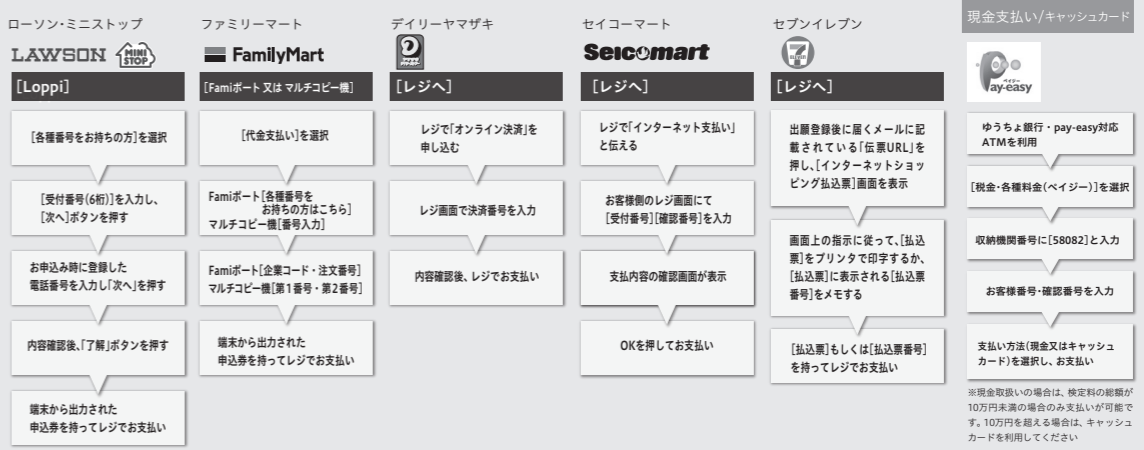 ローソン・ミニストップ
LAWSON MINI STOP
[Loppi]
[各種番号をお持ちの方]を選択
[受付番号(6桁)]を入力し、
[次へ]ボタンを押す
お申込み時に登録した
電話番号を入力し「次へ」を押す
内容確認後、「了解」ボタンを押す
端末から出力された
申込券を持ってレジでお支払い
ファミリーマート
FamilyMart
[Famiポート 又は マルチコピー機]
[代金支払い]を選択
Famiポート[各種番号を
お持ちの方はこちら]
マルチコピー機[番号入力]
Famiポート[企業コード・注文番号]
マルチコピー機[第1番号・第2番号]
端末から出力された
申込券を持ってレジでお支払い
デイリーヤマザキ
[レジへ]
レジで「オンライン決済」を
申し込む
レジ画面で決済番号を入力
内容確認後、レジでお支払い
セイコーマート
Seicomart
[レジへ]
レジで「インターネット支払い」
と伝える
お客様側のレジ画面にて
[受付番号][確認番号]を入力
支払内容の確認画面が表示
OKを押してお支払い
セブンイレブン
7 ELEVEN
[レジへ]
出願登録後に届くメールに記
載されている「伝票URL」を
押し、[インターネットショッ
ピング払込票]画面を表示
画面上の指示に従って、[払込
票]をプリンタで印字するか、
[払込票]に表示される[払込票
番号]をメモする
[払込票]もしくは[払込票番号]
を持ってレジでお支払い
現金支払い/キャッシュカード
ペイジー
Pay-easy
ゆうちょ銀行・pay-easy対応
ATMを利用
[税金・各種料金(ペイジー)]を選択
収納機関番号に[58082]と入力
お客様番号・確認番号を入力
支払い方法(現金又はキャッシュ
カード)を選択し、お支払い
※現金取扱いの場合は、検定料の総額が
10万円未満の場合のみ支払いが可能で
す。10万円を超える場合は、キャッシュ
カードを利用してください